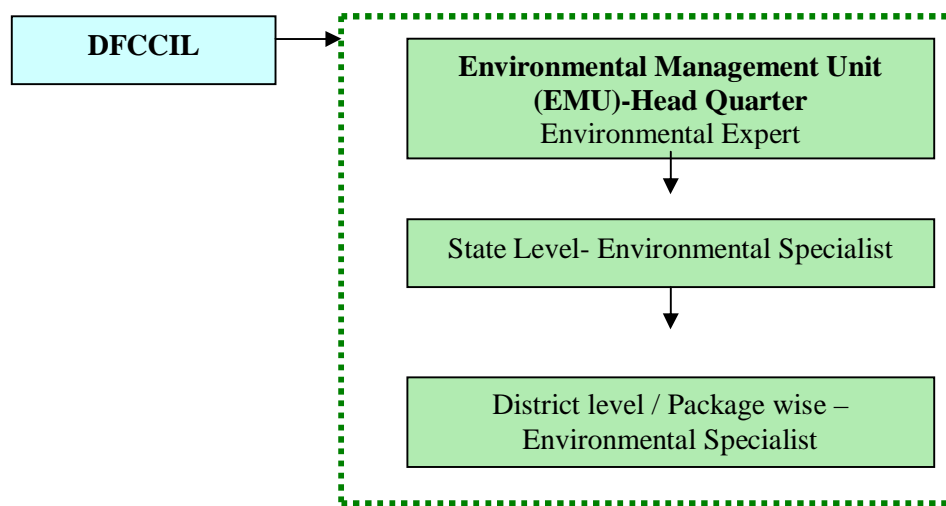 DFCCIL
Environmental Management Unit
(EMU)-Head Quarter
Environmental Expert
State Level- Environmental Specialist
District level / Package wise –
Environmental Specialist